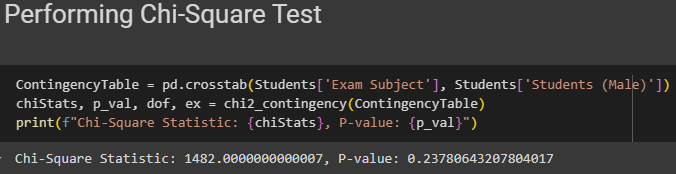 Performing Chi-Square Test
ContingencyTable = pd.crosstab(Students['Exam Subject'], Students['Students (Male)'])
chiStats, p_val, dof, ex = chi2_contingency(ContingencyTable)
print(f"Chi-Square Statistic: {chiStats}, P-value: {p_val}")
Chi-Square Statistic: 1482.0000000000007, P-value: 0.23780643207804017